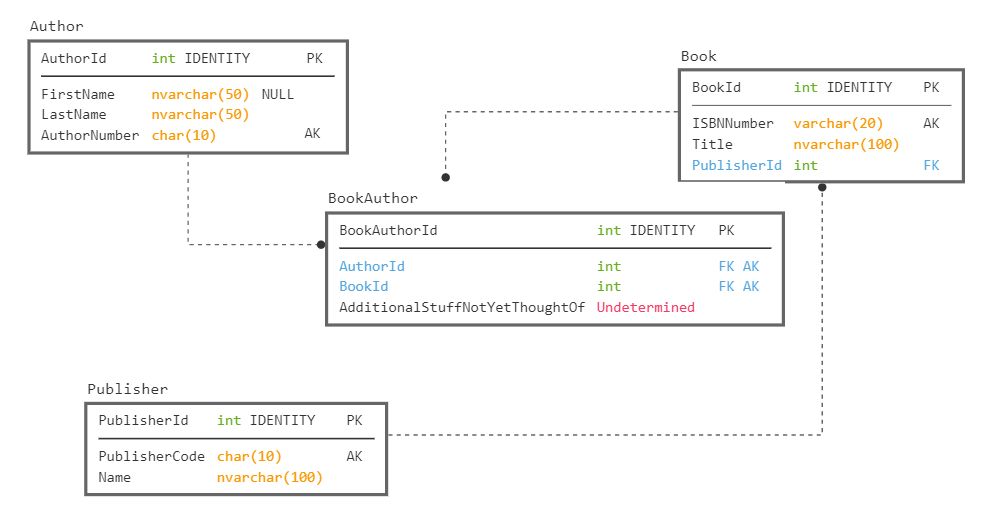 Author
AuthorId int IDENTITY PK
FirstName nvarchar(50) NULL
LastName nvarchar(50)
AuthorNumber char(10) AK
Book
BookId int IDENTITY PK
ISBNNumber varchar(20) AK
Title nvarchar(100)
PublisherId int FK
BookAuthor
BookAuthorId int IDENTITY PK
AuthorId int FK AK
BookId int FK AK
AdditionalStuffNotYetThoughtOf Undetermined
Publisher
PublisherId int IDENTITY PK
PublisherCode char(10) AK
Name nvarchar(100)